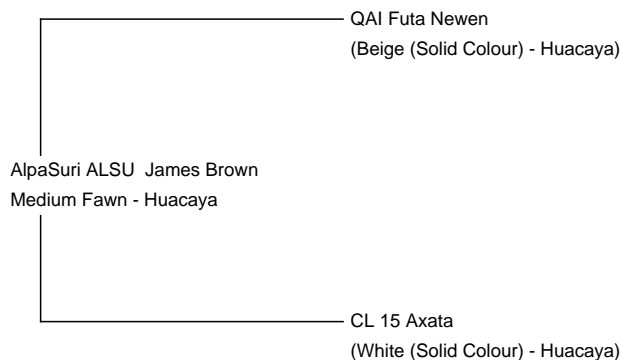 QAI Futa Newen
(Beige (Solid Colour) - Huacaya)
AlpaSuri ALSU  James Brown
Medium Fawn - Huacaya
CL 15 Axata
(White (Solid Colour) - Huacaya)